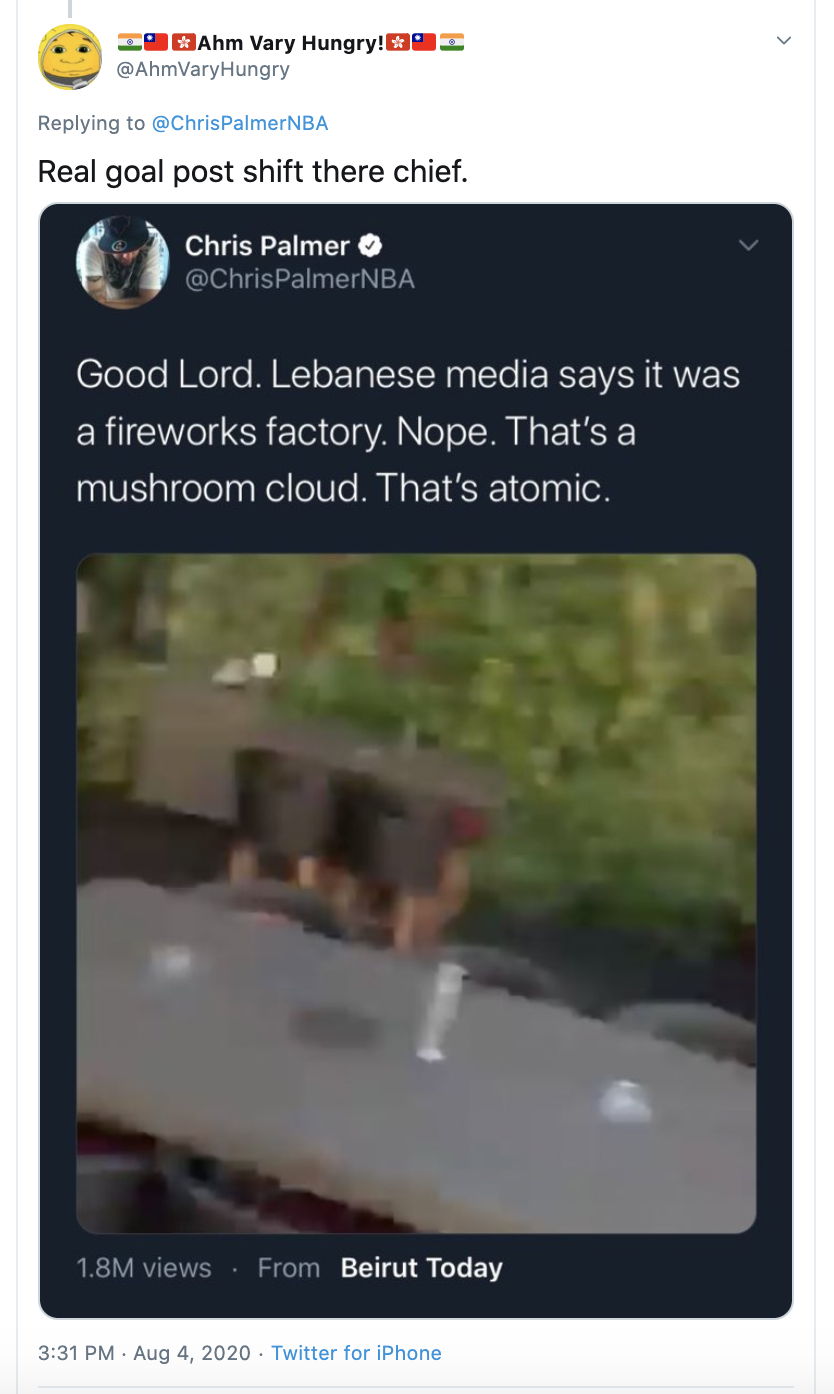 Ahm Vary Hungry!
@AhmVaryHungry
Replying to @ChrisPalmerNBA
Real goal post shift there chief.
Chris Palmer
@ChrisPalmerNBA
Good Lord. Lebanese media says it was
a fireworks factory. Nope. That’s a
mushroom cloud. That’s atomic.
1.8M views · From Beirut Today
3:31 PM · Aug 4, 2020 · Twitter for iPhone